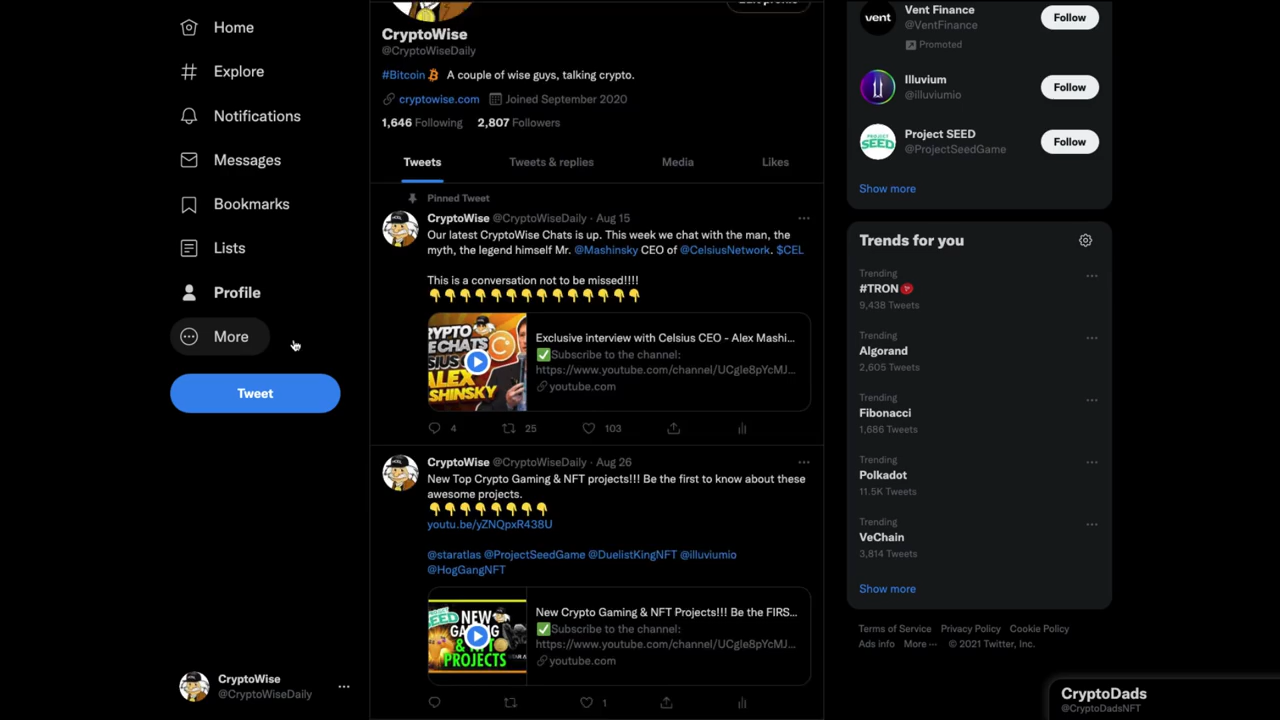 Home
Explore
Notifications
Messages
Bookmarks
Lists
Profile
More
Tweet
CryptoWise
@CryptoWiseDaily
CryptoWise
@CryptoWiseDaily
#Bitcoin A couple of wise guys, talking crypto.
cryptowise.com Joined September 2020
1,646 Following 2,807 Followers
Tweets Tweets & replies Media Likes
Pinned Tweet
CryptoWise @CryptoWiseDaily · Aug 15
Our latest CryptoWise Chats is up. This week we chat with the man, the
myth, the legend himself Mr. @Mashinsky CEO of @CelsiusNetwork. $CEL
This is a conversation not to be missed!!!!
👇👇👇👇👇👇👇👇👇👇👇👇👇👇
CRYPTO
ALEX
Exclusive interview with Celsius CEO - Alex Mashi...
✅Subscribe to the channel:
https://www.youtube.com/channel/UCgle8pYcMJ...
youtube.com
4 25 103
CryptoWise @CryptoWiseDaily · Aug 26
New Top Crypto Gaming & NFT projects!!! Be the first to know about these
awesome projects.
👇👇👇👇👇👇👇👇
youtu.be/yZNQpxR438U
@staratlas @ProjectSeedGame @DuelistKingNFT @illuviumio
@HogGangNFT
SEED
NEW
GAMING
& NFT
PROJECTS
New Crypto Gaming & NFT Projects!!! Be the FIRS...
✅Subscribe to the channel:
https://www.youtube.com/channel/UCgle8pYcMJ...
youtube.com
1
vent
Vent Finance
@VentFinance
Promoted
Follow
Illuvium
@illuviumio
Follow
PROJECT
SEED
Project SEED
@ProjectSeedGame
Follow
Show more
Trends for you
Trending
#TRON
9,438 Tweets
Trending
Algorand
2,605 Tweets
Trending
Fibonacci
1,686 Tweets
Trending
Polkadot
11.5K Tweets
Trending
VeChain
3,814 Tweets
Show more
Terms of Service Privacy Policy Cookie Policy
Ads info More ··· © 2021 Twitter, Inc.
CryptoDads
@CryptoDadsNFT